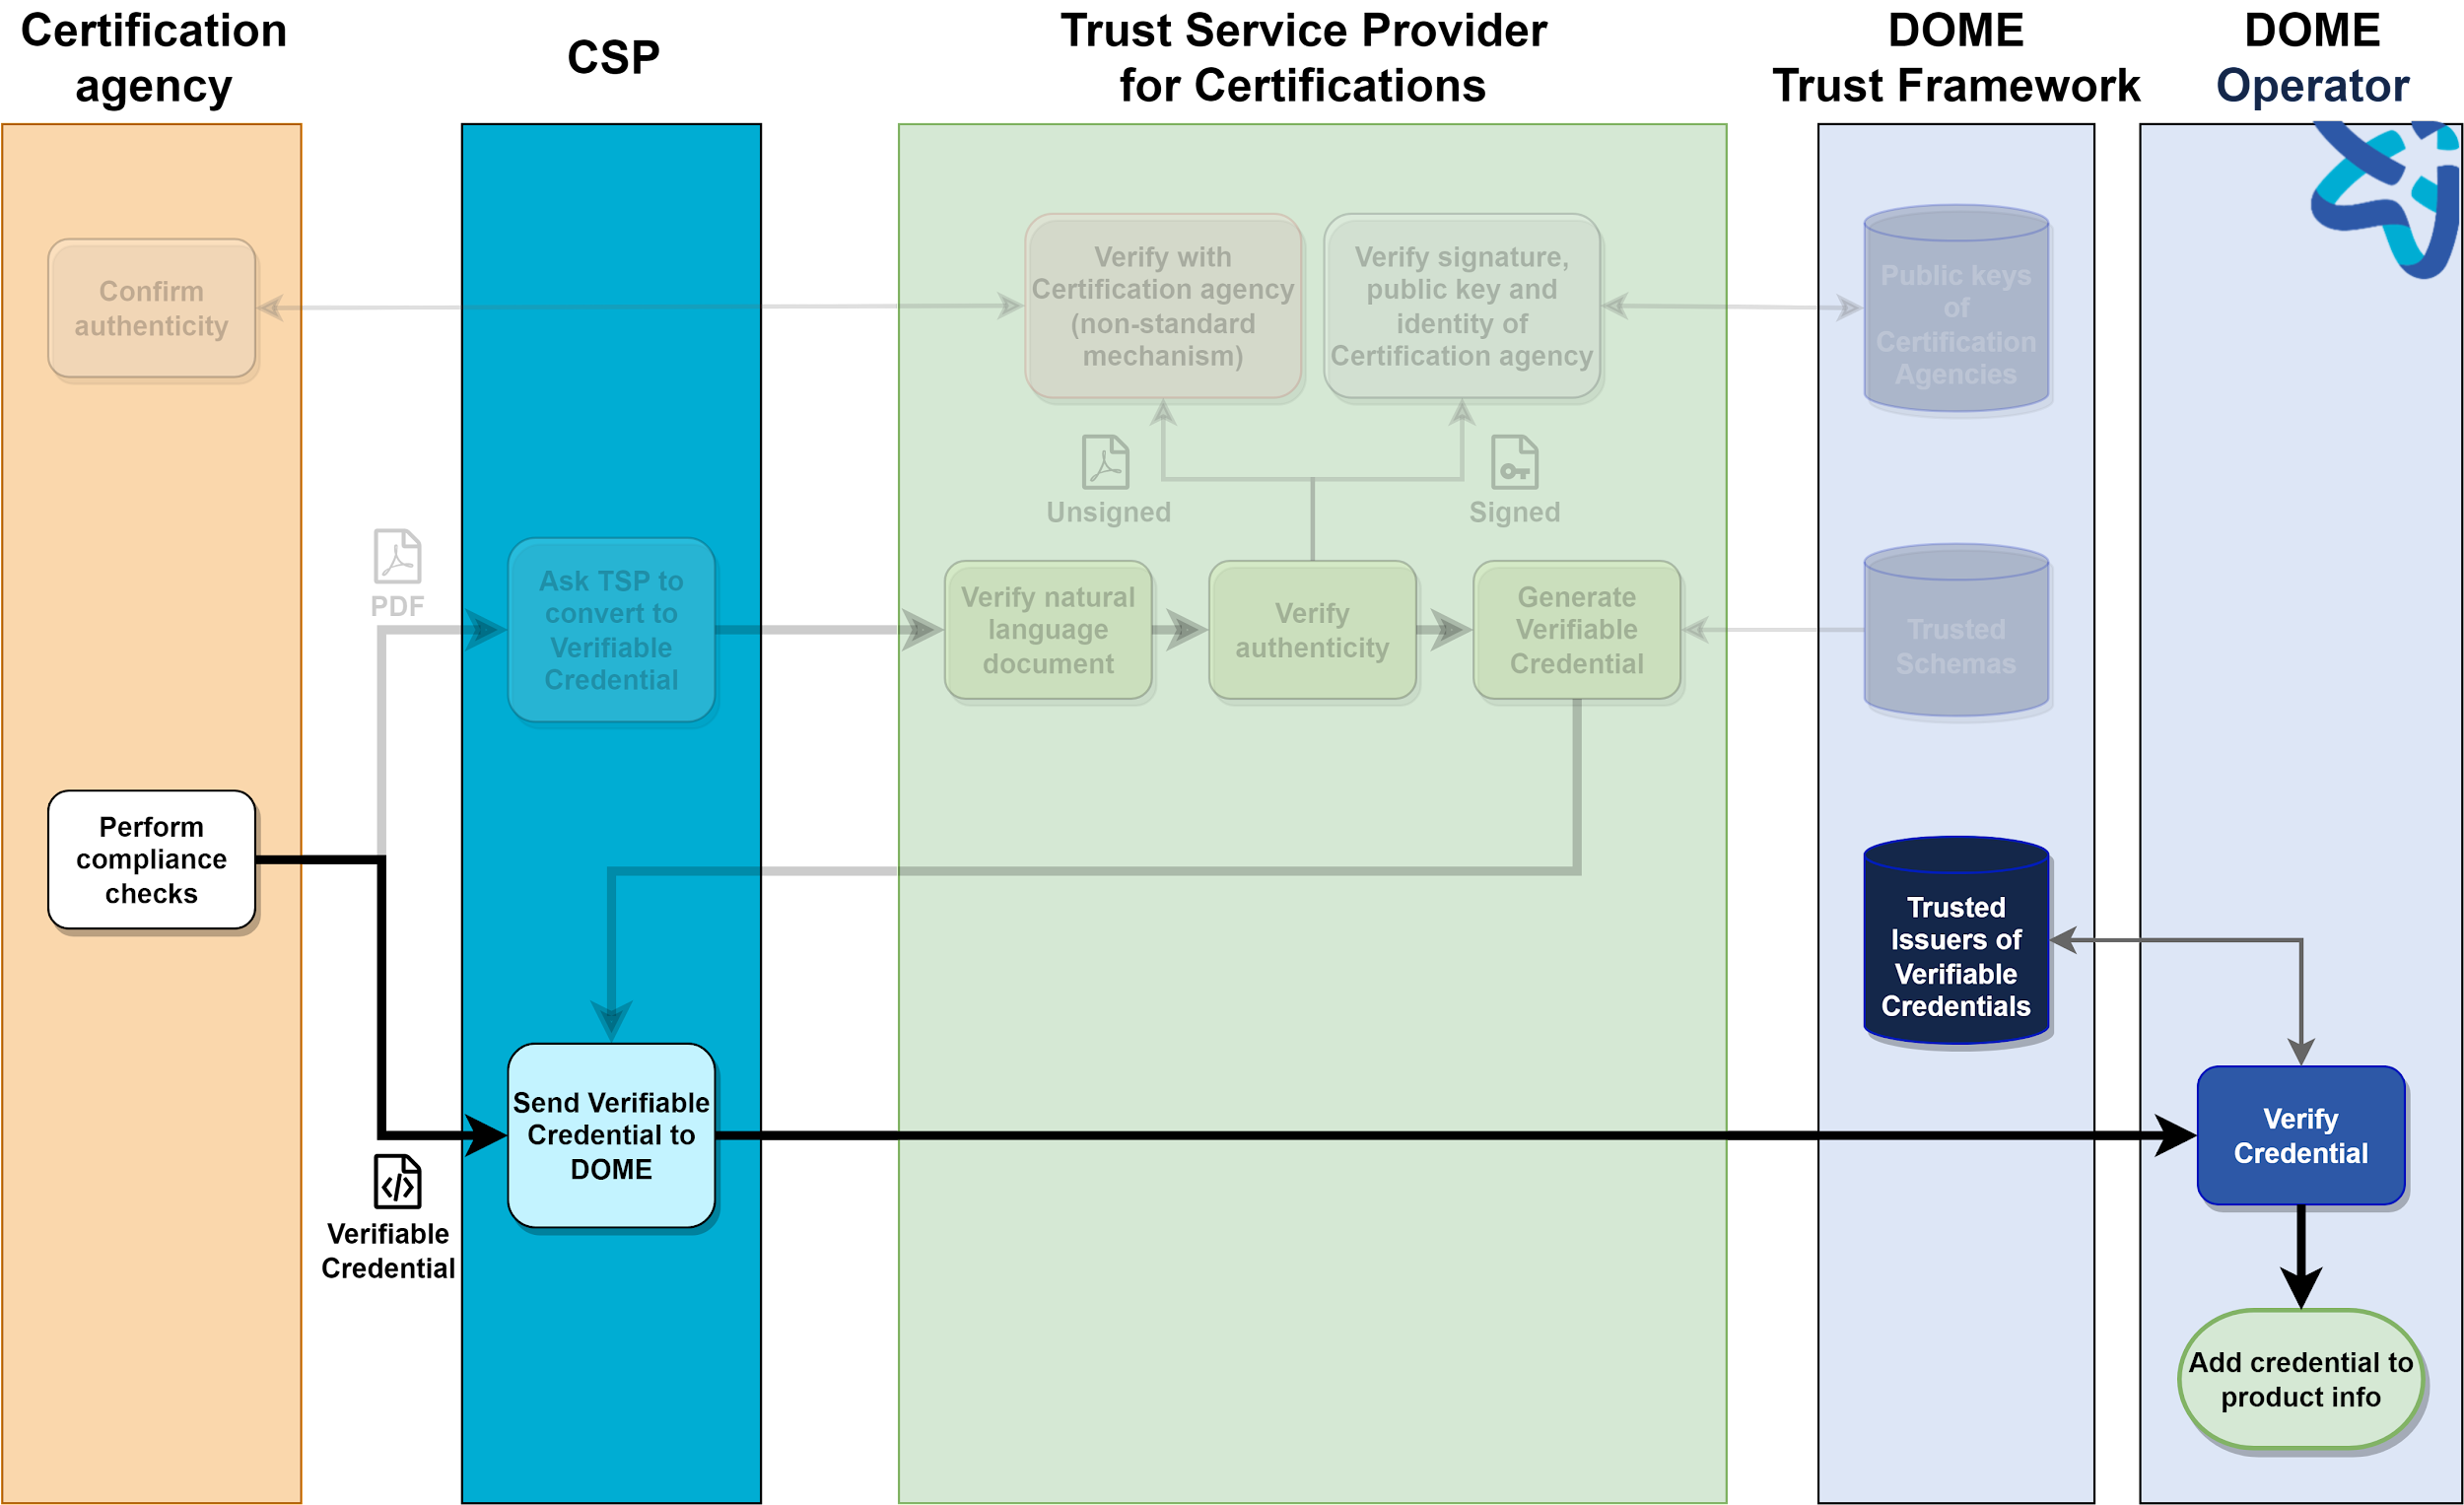 Certification
agency
CSP
Trust Service Provider
for Certifications
DOME
Trust Framework
DOME
Operator
Confirm
authenticity
Verify with
Certification agency
(non-standard
mechanism)
Verify signature,
public key and
identity of
Certification agency
Public keys
of
Certification
Agencies
Unsigned
Signed
PDF
Ask TSP to
convert to
Verifiable
Credential
Verify natural
language
document
Verify
authenticity
Generate
Verifiable
Credential
Trusted
Schemas
Perform
compliance
checks
Trusted
Issuers of
Verifiable
Credentials
Send Verifiable
Credential to
DOME
Verify
Credential
Verifiable
Credential
Add credential to
product info